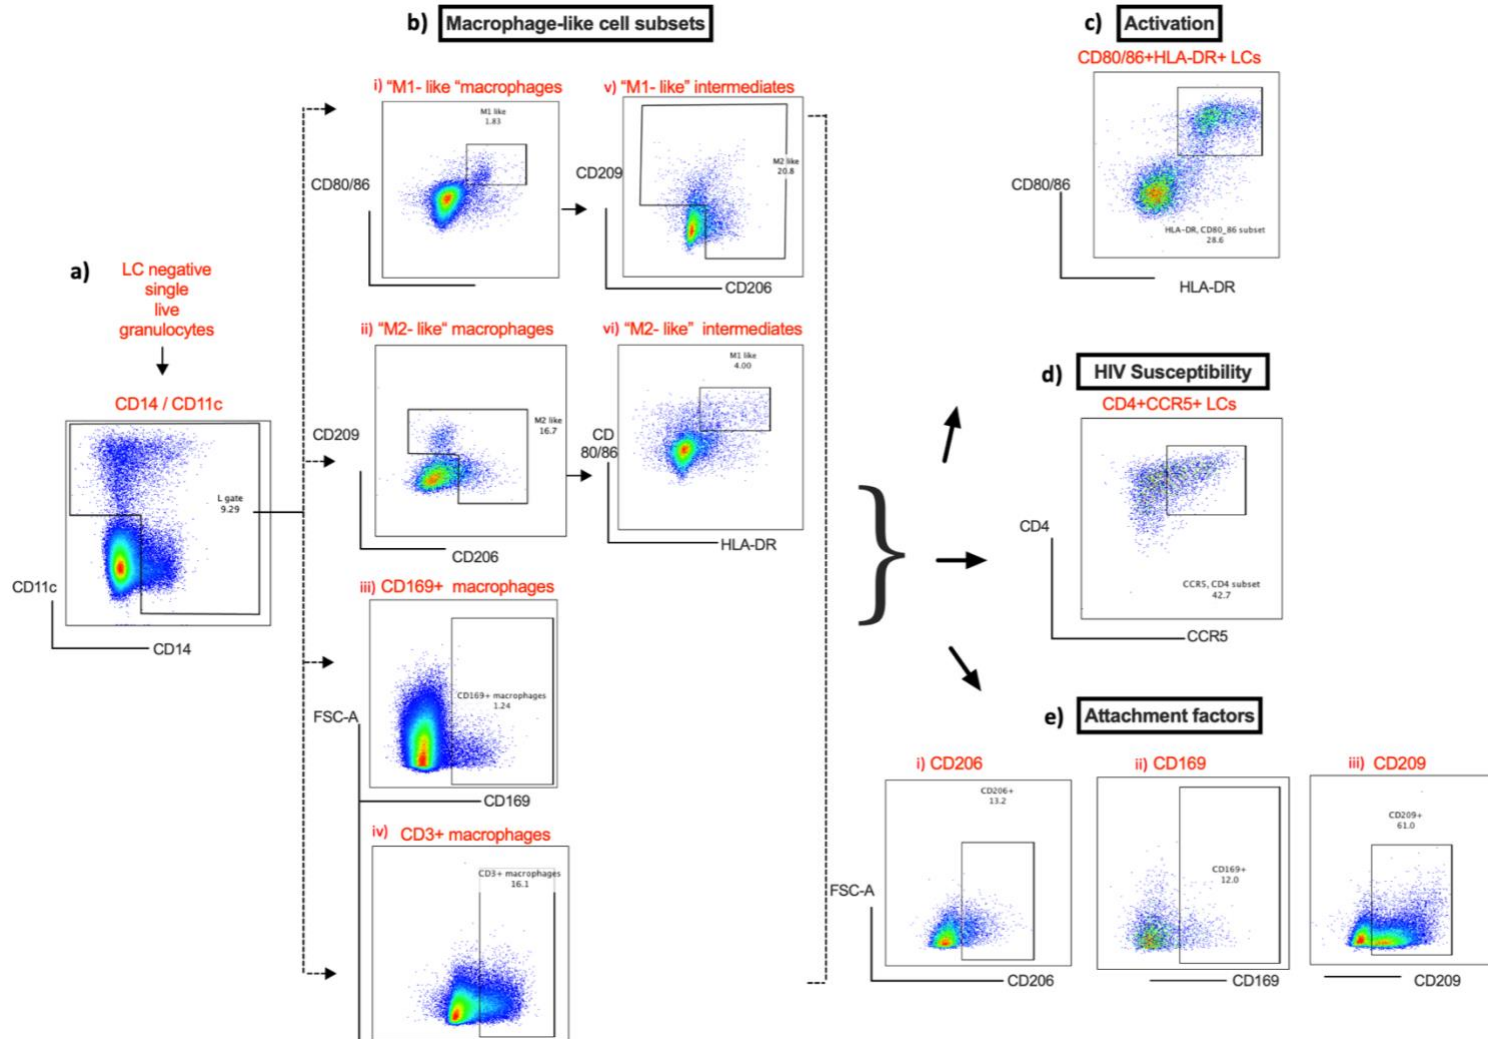 b) Macrophage-like cell subsets
c) Activation
CD80/86+HLA-DR+ LCs
i) "M1- like "macrophages
v) "M1- like" intermediates
M1 like
1.83
CD80/86
CD209
M2 like
20.8
CD206
CD80/86
HLA-DR, CD80_86 subset
28.6
HLA-DR
a)
LC negative
single
live
granulocytes
CD14 / CD11c
L gate
9.29
CD11c
CD14
ii) "M2- like" macrophages
vi) "M2- like" intermediates
CD209
M2 like
16.7
CD206
M1 like
4.00
CD
80/86
HLA-DR
d) HIV Susceptibility
CD4+CCR5+ LCs
CD4
CCR5, CD4 subset
42.7
CCR5
iii) CD169+ macrophages
FSC-A
CD169+ macrophages
1.24
CD169
iv) CD3+ macrophages
CD3+ macrophages
16.1
}
e) Attachment factors
i) CD206
ii) CD169
iii) CD209
CD206+
13.2
CD169+
12.0
CD209+
61.0
FSC-A
CD206
CD169
CD209